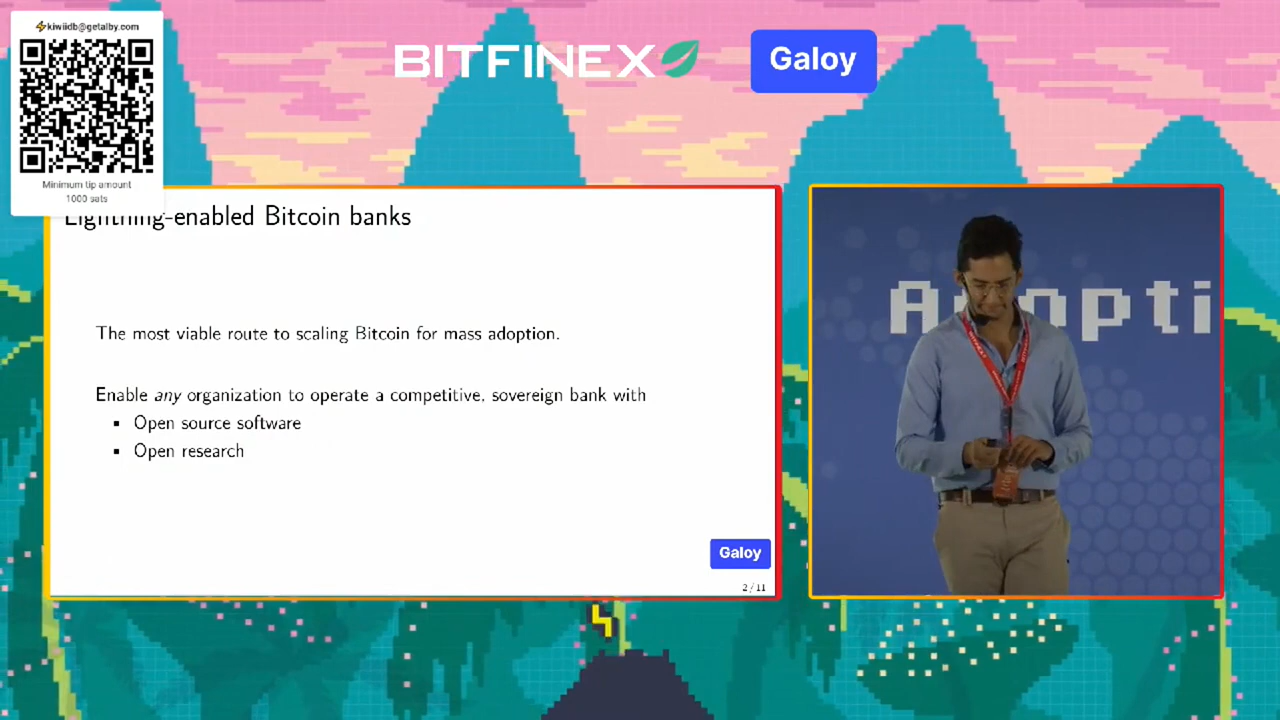 ⚡kiwiidb@getalby.com
Minimum tip amount
1000 sats
BITFINEX
Galoy
Lightning-enabled Bitcoin banks
The most viable route to scaling Bitcoin for mass adoption.
Enable any organization to operate a competitive, sovereign bank with
▪ Open source software
▪ Open research
Galoy
2 / 11
Adopti